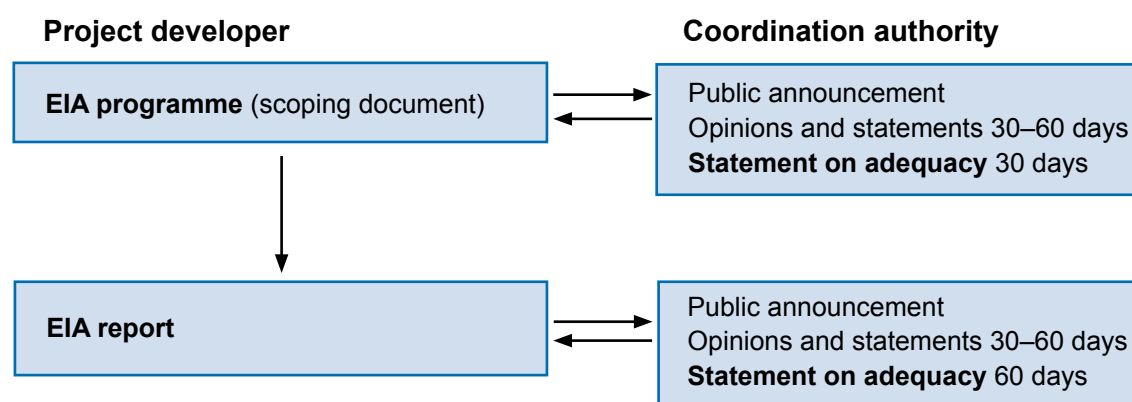 Project developer
Coordination authority
EIA programme (scoping document)
Public announcement
Opinions and statements 30–60 days
Statement on adequacy 30 days
EIA report
Public announcement
Opinions and statements 30–60 days
Statement on adequacy 60 days